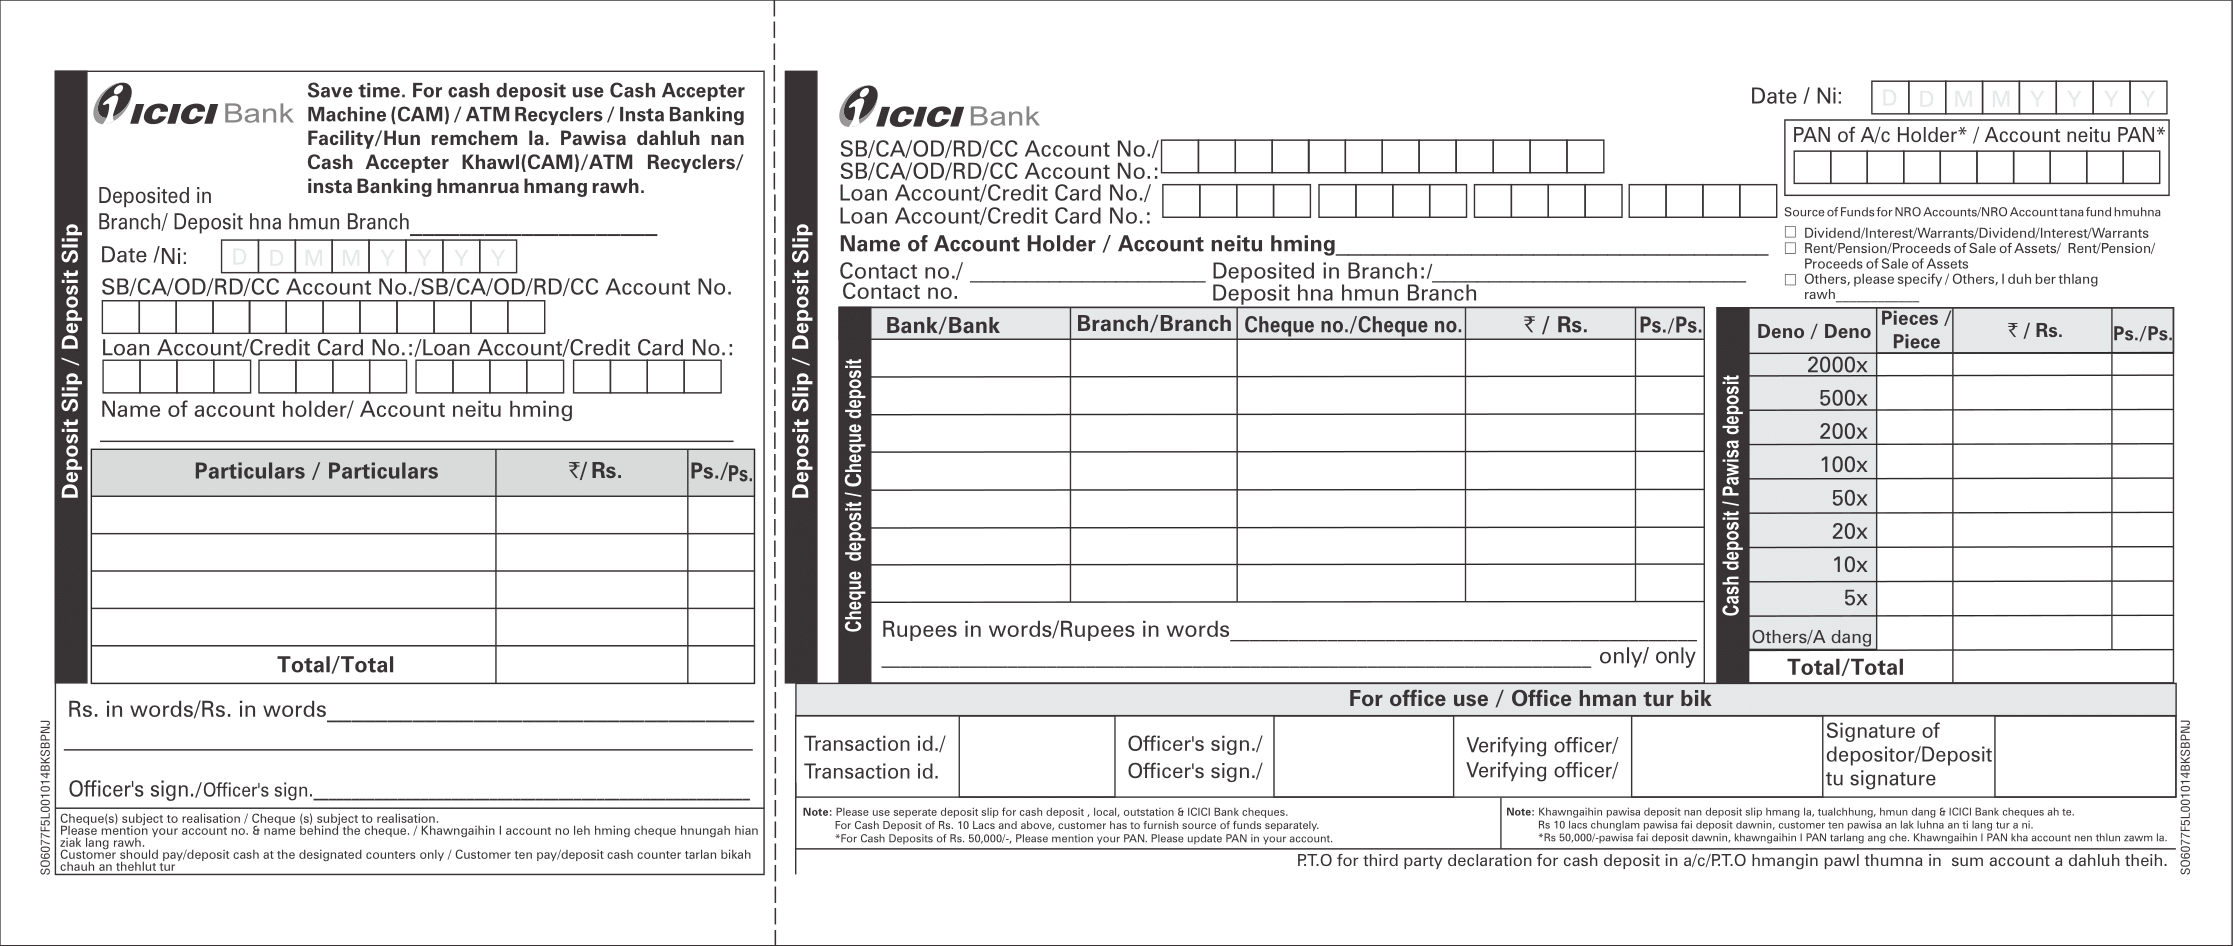 Deposit Slip / Deposit Slip
ICICI Bank
Save time. For cash deposit use Cash Accepter
Machine (CAM) / ATM Recyclers / Insta Banking
Facility/Hun remchem la. Pawisa dahluh nan
Cash Accepter Khawl(CAM)/ATM Recyclers/
insta Banking hmanrua hmang rawh.
Deposited in
Branch/ Deposit hna hmun Branch
Date /Ni: D D M M Y Y Y Y
SB/CA/OD/RD/CC Account No./SB/CA/OD/RD/CC Account No.
Loan Account/Credit Card No.:/Loan Account/Credit Card No.:
Name of account holder/ Account neitu hming
Particulars / Particulars ₹/ Rs. Ps./Ps.
Total/Total
Rs. in words/Rs. in words
Officer's sign./Officer's sign.
Cheque(s) subject to realisation / Cheque (s) subject to realisation.
Please mention your account no. & name behind the cheque. / Khawngaihin I account no leh hming cheque hnungah hian
ziak lang rawh.
Customer should pay/deposit cash at the designated counters only / Customer ten pay/deposit cash counter tarlan bikah
chauh an thehlut tur
SO6077F5L001014BKSBPNJ
Deposit Slip / Deposit Slip
ICICI Bank
Date / Ni: D D M M Y Y Y Y
PAN of A/c Holder* / Account neitu PAN*
SB/CA/OD/RD/CC Account No./
SB/CA/OD/RD/CC Account No.:
Loan Account/Credit Card No./
Loan Account/Credit Card No.:
Name of Account Holder / Account neitu hming
Contact no./
Contact no.
Deposited in Branch:/
Deposit hna hmun Branch
Source of Funds for NRO Accounts/NRO Account tana fund hmuhna
Dividend/Interest/Warrants/Dividend/Interest/Warrants
Rent/Pension/Proceeds of Sale of Assets/ Rent/Pension/
Proceeds of Sale of Assets
Others, please specify / Others, I duh ber thlang
rawh
Cheque deposit / Cheque deposit
Bank/Bank Branch/Branch Cheque no./Cheque no. ₹ / Rs. Ps./Ps.
Rupees in words/Rupees in words
only/ only
Cash deposit / Pawisa deposit
Deno / Deno Pieces / Piece ₹ / Rs. Ps./Ps.
2000x
500x
200x
100x
50x
20x
10x
5x
Others/A dang
Total/Total
For office use / Office hman tur bik
Transaction id./
Transaction id.
Officer's sign./
Officer's sign./
Verifying officer/
Verifying officer/
Signature of
depositor/Deposit
tu signature
Note: Please use seperate deposit slip for cash deposit , local, outstation & ICICI Bank cheques.
For Cash Deposit of Rs. 10 Lacs and above, customer has to furnish source of funds separately.
*For Cash Deposits of Rs. 50,000/-, Please mention your PAN. Please update PAN in your account.
Note: Khawngaihin pawisa deposit nan deposit slip hmang la, tualchhung, hmun dang & ICICI Bank cheques ah te.
Rs 10 lacs chunglam pawisa fai deposit dawnin, customer ten pawisa an lak luhna an ti lang tur a ni.
*Rs 50,000/-pawisa fai deposit dawnin, khawngaihin I PAN tarlang ang che. Khawngaihin I PAN kha account nen thlun zawm la.
P.T.O for third party declaration for cash deposit in a/c/P.T.O hmangin pawl thumna in sum account a dahluh theih.
SO6077F5L001014BKSBPNJ